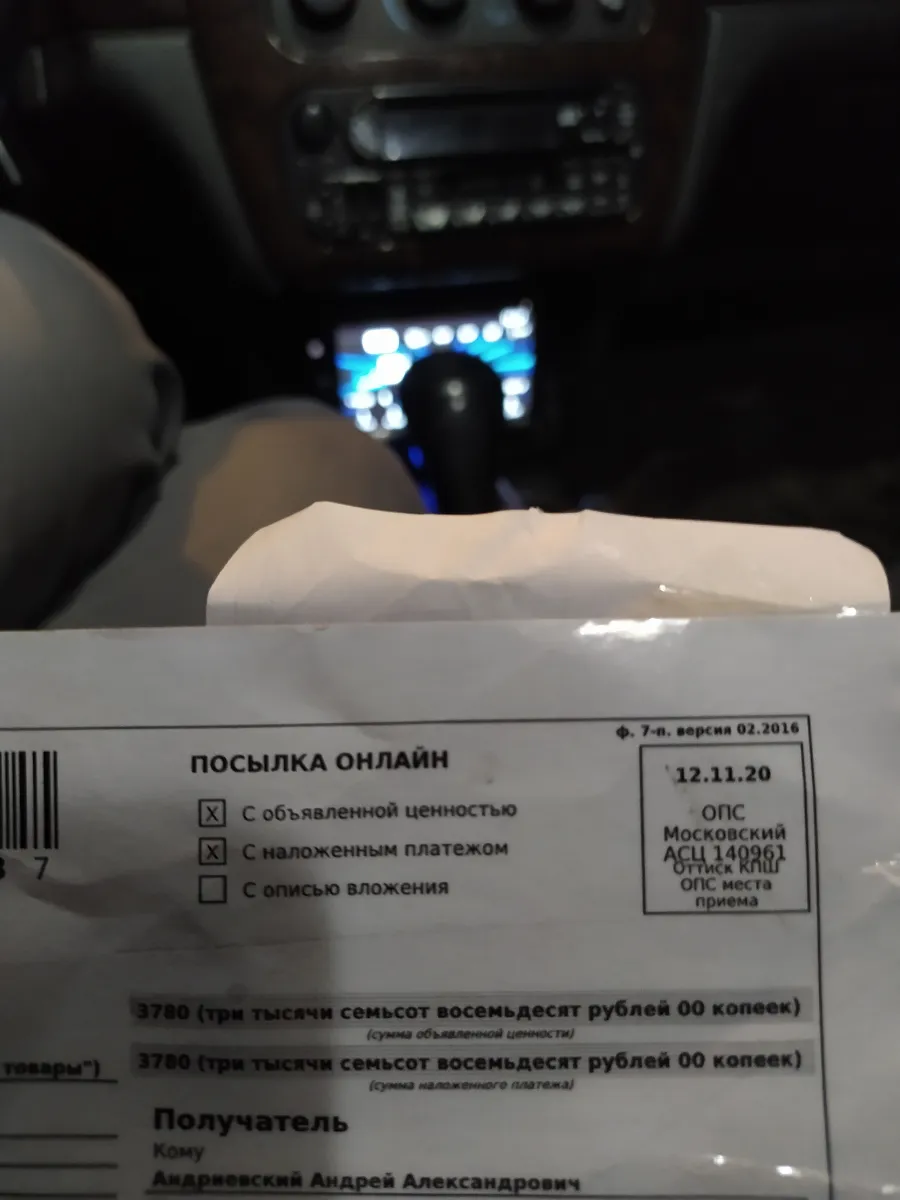 ф. 7-п. версия 02.2016
ПОСЫЛКА ОНЛАЙН
X С объявленной ценностью
X С наложенным платежом
С описью вложения
12.11.20
ОПС
Московский
АСЦ 140961
Оттиск КПШ
ОПС места
приема
3 7
3780 (три тысячи семьсот восемьдесят рублей 00 копеек)
(сумма объявленной ценности)
товары")
3780 (три тысячи семьсот восемьдесят рублей 00 копеек)
(сумма наложенного платежа)
Получатель
Кому
Андриевский Андрей Александрович